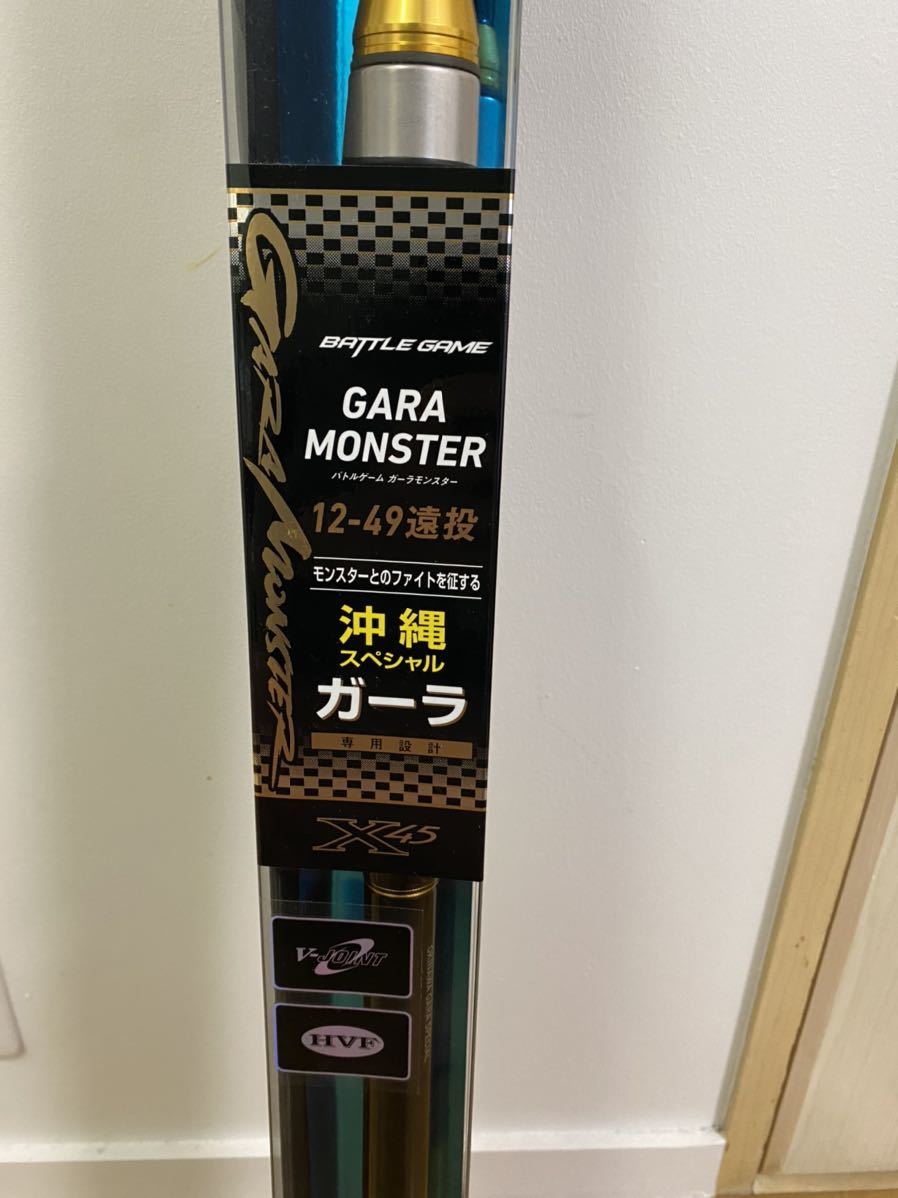 GARA MONSTER
BATTLE GAME
GARA
MONSTER
バトルゲーム ガーラモンスター
12-49遠投
モンスターとのファイトを征する
沖縄
スペシャル
ガーラ
専用設計
X45
V-JOINT
HVF